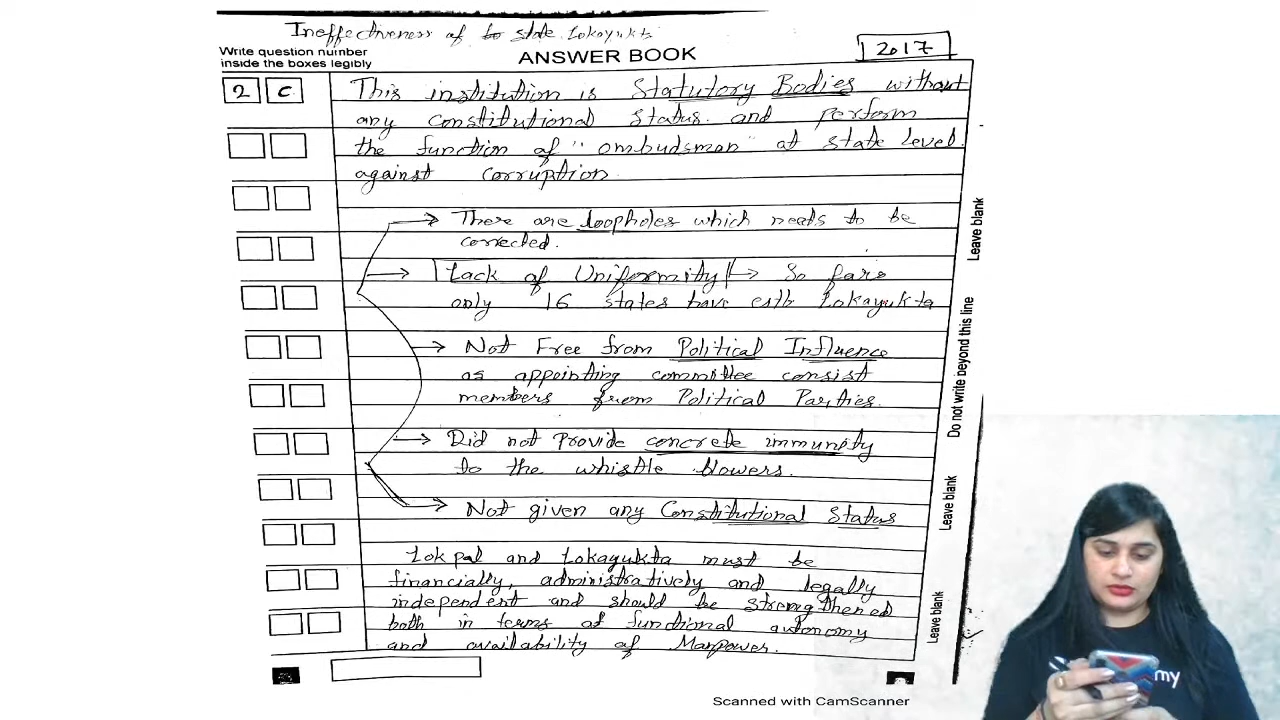 Ineffectiveness of to state Lokayukta
Write question number
inside the boxes legibly
ANSWER BOOK
2017
2 C
This institution is Statutory Bodies without
any constitutional status. and perform
the function of "ombudsman" at state level.
against corruption.
→ There are loopholes which needs to be
corrected.
→ Lack of Uniformity → So fars
only 16 states have estb Lokayukta
→ Not Free from Political Influence
as appointing committee consist
members from Political Parties.
→ Did not provide concrete immunity
to the whistle blowers.
→ Not given any Constitutional Status
Lokpal and Lokayukta must be
financially, administratively and legally
independent and should be strengthened
both in terms of functional autonomy
and availability of Manpower.
Leave blank
Do not write beyond this line
Leave blank
Leave blank
Scanned with CamScanner
my